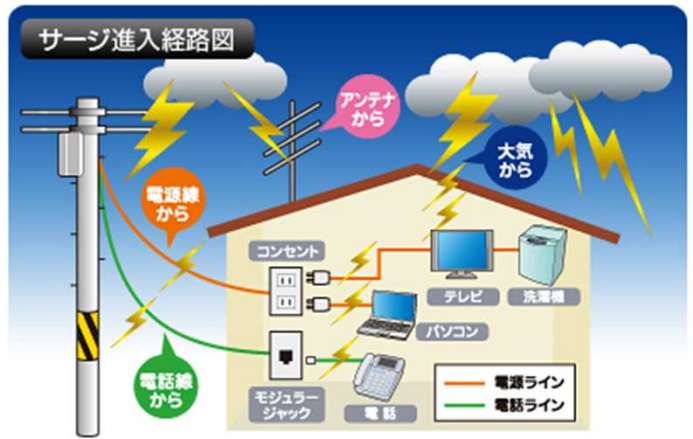 サージ進入経路図
アンテナ
から
大気
から
電源線
から
コンセント
テレビ
洗濯機
パソコン
電話線
から
モジュラー
ジャック
電話
電源ライン
電話ライン